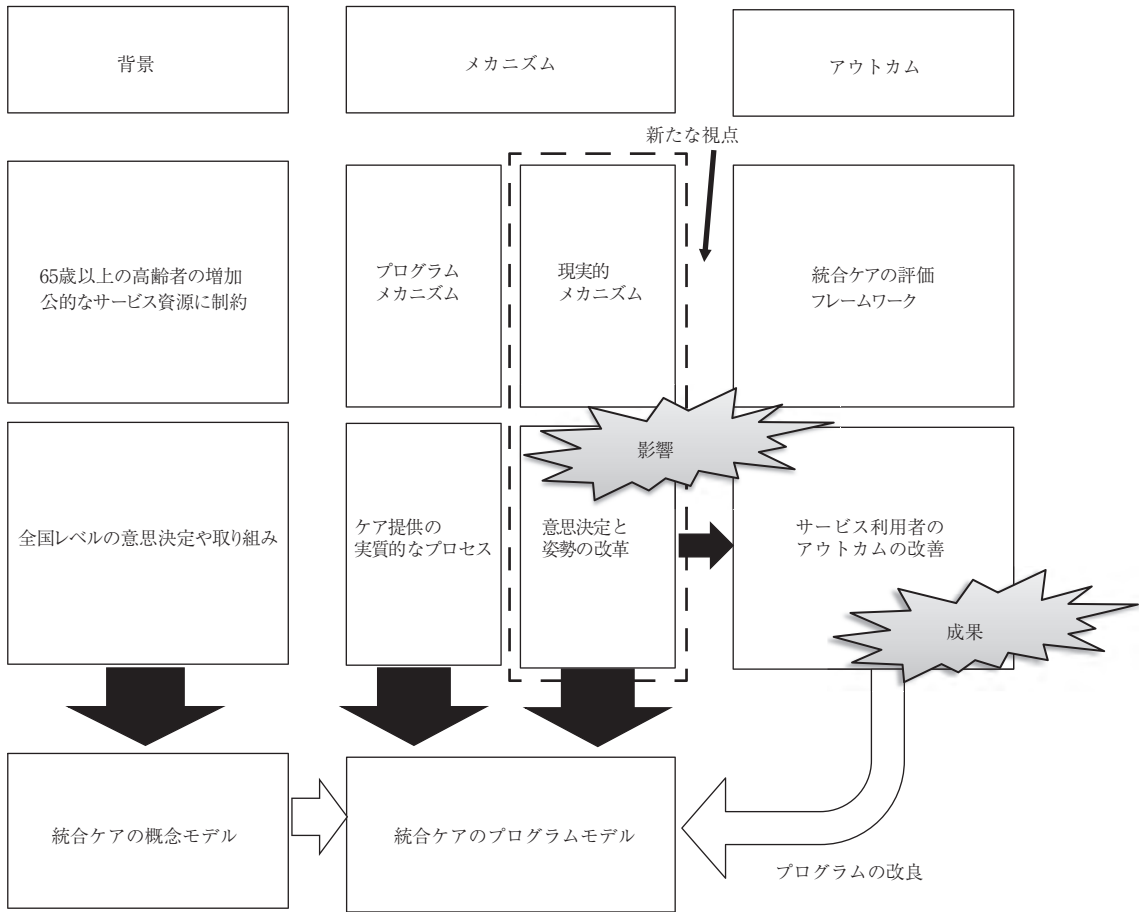 背景
メカニズム
アウトカム
新たな視点
65歳以上の高齢者の増加
公的なサービス資源に制約
プログラム
メカニズム
現実的
メカニズム
統合ケアの評価
フレームワーク
影響
全国レベルの意思決定や取り組み
ケア提供の
実質的なプロセス
意思決定と
姿勢の改革
サービス利用者の
アウトカムの改善
成果
統合ケアの概念モデル
統合ケアのプログラムモデル
プログラムの改良